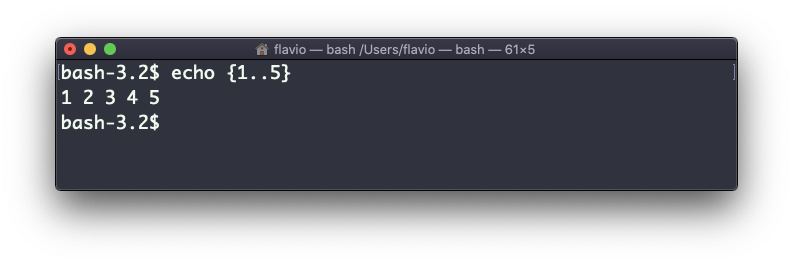 flavio — bash /Users/flavio — bash — 61×5
[bash-3.2$ echo {1..5} ]
1 2 3 4 5
bash-3.2$